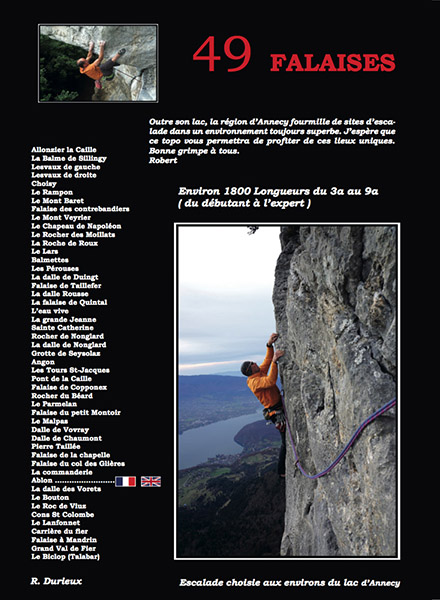 49 FALAISES
Outre son lac, la région d'Annecy fourmille de sites d'esca-
lade dans un environnement toujours superbe. J'espère que
ce topo vous permettra de profiter de ces lieux uniques.
Bonne grimpe à tous.
Robert
Environ 1800 Longueurs du 3a au 9a
( du débutant à l'expert )
Allonzier la Caille
La Balme de Sillingy
Lesvaux de gauche
Lesvaux de droite
Choisy
Le Rampon
Le Mont Baret
Falaise des contrebandiers
Le Mont Veyrier
Le Chapeau de Napoléon
Le Rocher des Moillats
La Roche de Roux
Le Lars
Balmettes
Les Pérouses
La dalle de Duingt
Falaise de Taillefer
La dalle Rousse
La falaise de Quintal
L'eau vive
La grande Jeanne
Sainte Catherine
Rocher de Nonglard
La dalle de Nonglard
Grotte de Seysolaz
Angon
Les Tours St-Jacques
Pont de la Caille
Falaise de Copponex
Rocher du Béard
Le Parmelan
Falaise du petit Montoir
Le Malpas
Dalle de Vovray
Dalle de Chaumont
Pierre Taillée
Falaise de la chapelle
Falaise du col des Glières
La commanderie
Ablon ........................
La dalle des Vorets
Le Bouton
Le Roc de Viuz
Cons St Colombe
Le Lanfonnet
Carrière du fier
Falaise à Mandrin
Grand Val de Fier
Le Biclop (Talabar)
R. Durieux
Escalade choisie aux environs du lac d'Annecy